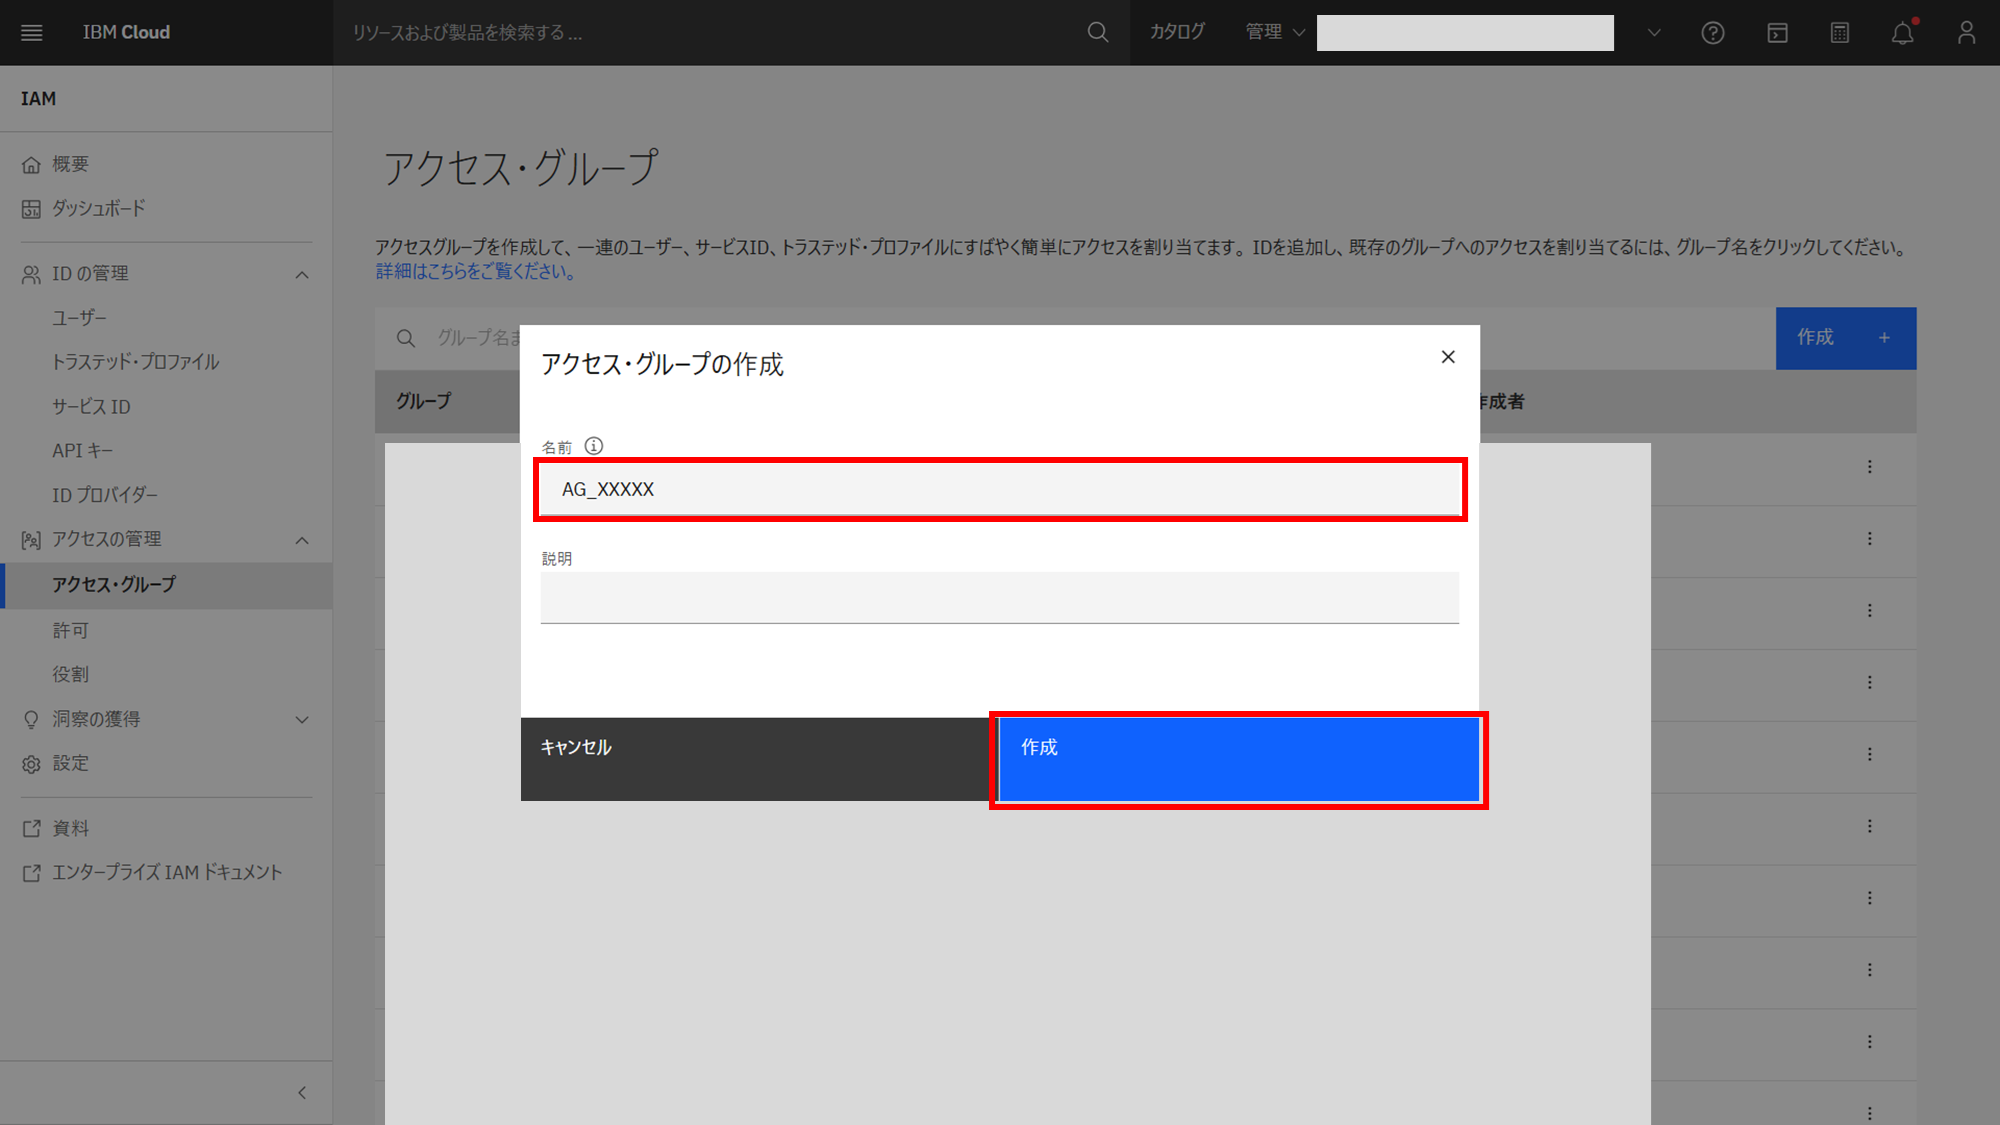 IBM Cloud
リソースおよび製品を検索する ...
カタログ
管理
IAM
概要
ダッシュボード
ID の管理
ユーザー
トラステッド・プロファイル
サービス ID
API キー
ID プロバイダー
アクセスの管理
アクセス・グループ
許可
役割
洞察の獲得
設定
資料
エンタープライズ IAM ドキュメント
アクセス・グループ
アクセスグループを作成して、一連のユーザー、サービスID、トラステッド・プロファイルにすばやく簡単にアクセスを割り当てます。IDを追加し、既存のグループへのアクセスを割り当てるには、グループ名をクリックしてください。
詳細はこちらをご覧ください。
グループ名ま
作成 +
グループ
作成者
アクセス・グループの作成
名前
AG_XXXXX
説明
キャンセル
作成